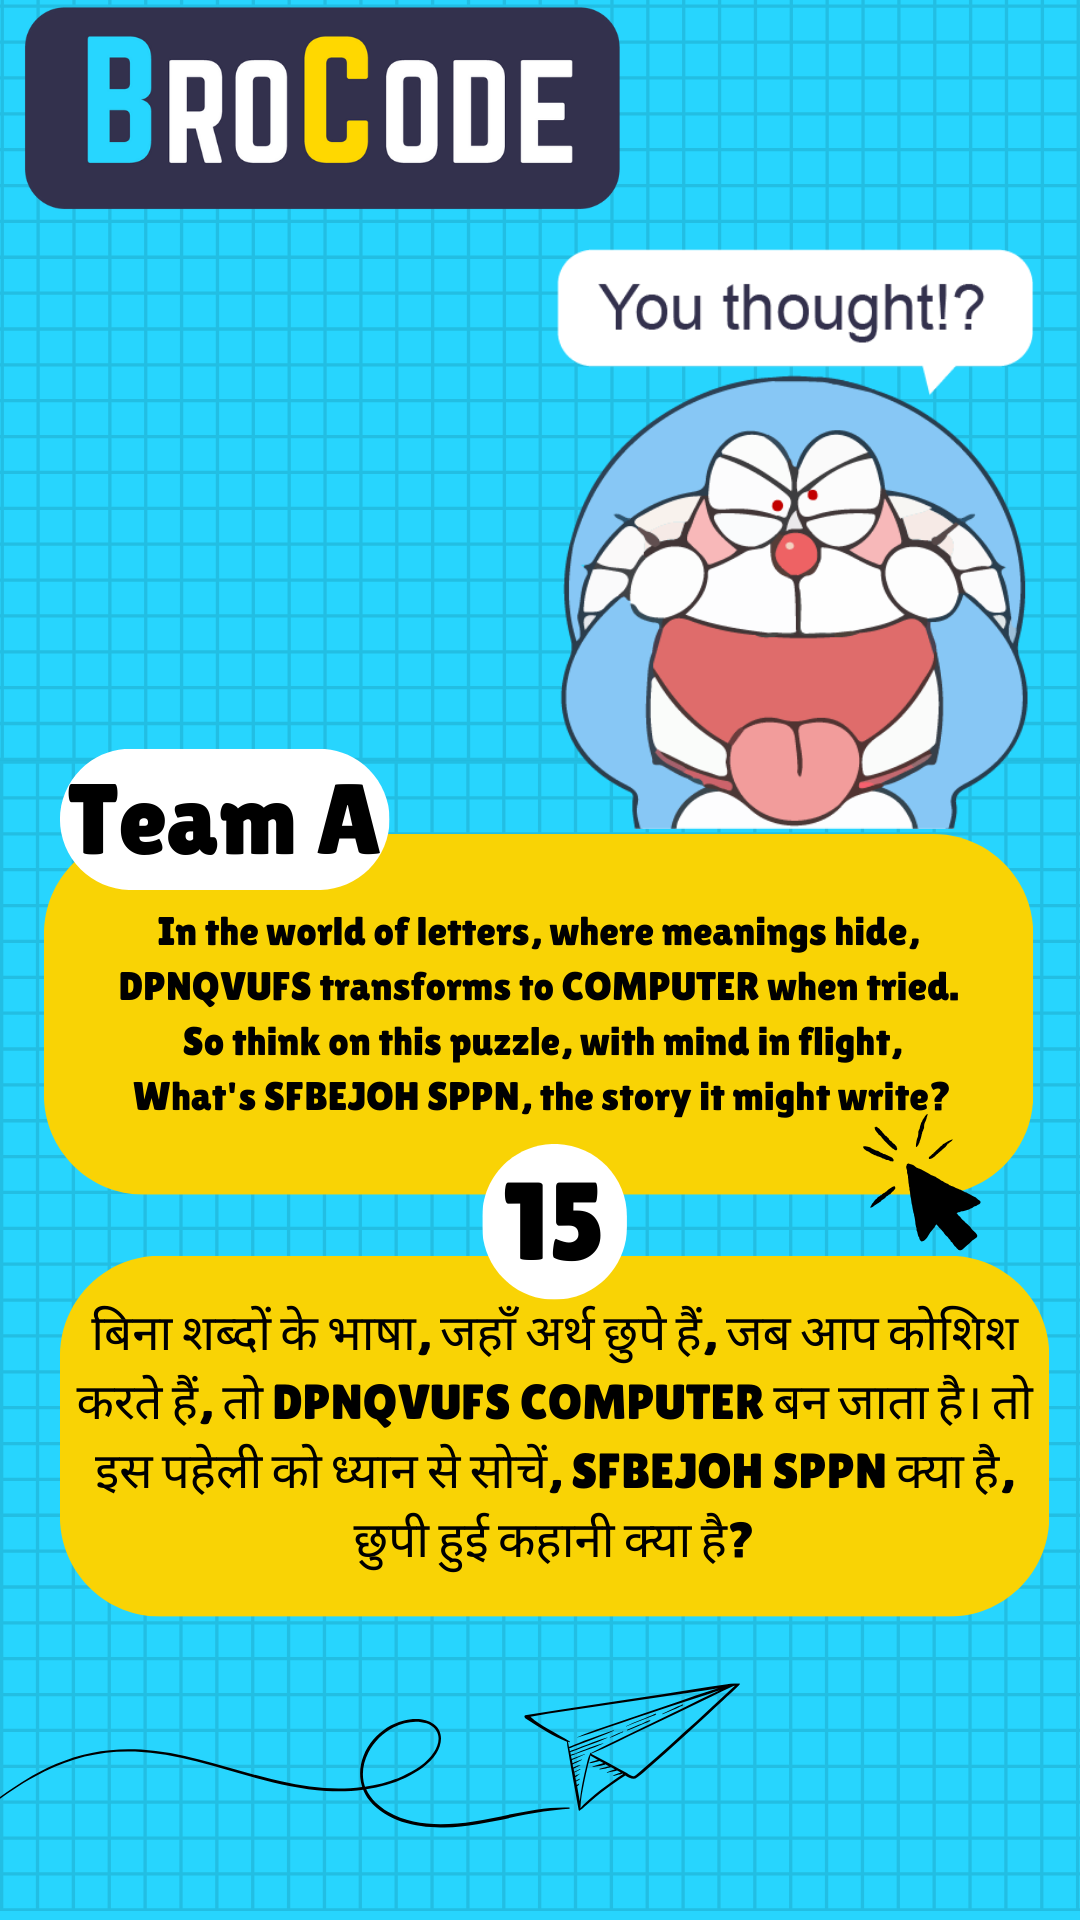 BROCODE
You thought!?
Team A
In the world of letters, where meanings hide,
DPNQVUFS transforms to COMPUTER when tried.
So think on this puzzle, with mind in flight,
What's SFBEJOH SPPN, the story it might write?
15
बिना शब्दों के भाषा, जहाँ अर्थ छुपे हैं, जब आप कोशिश
करते हैं, तो DPNQVUFS COMPUTER बन जाता है। तो
इस पहेली को ध्यान से सोचें, SFBEJOH SPPN क्या है,
छुपी हुई कहानी क्या है?